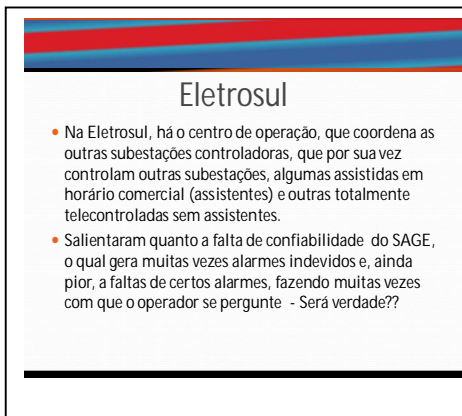 Eletrosul
• Na Eletrosul, há o centro de operação, que coordena as
outras subestações controladoras, que por sua vez
controlam outras subestações, algumas assistidas em
horário comercial (assistentes) e outras totalmente
telecontroladas sem assistentes.
• Salientaram quanto a falta de confiabilidade do SAGE,
o qual gera muitas vezes alarmes indevidos e, ainda
pior, a faltas de certos alarmes, fazendo muitas vezes
com que o operador se pergunte - Será verdade??